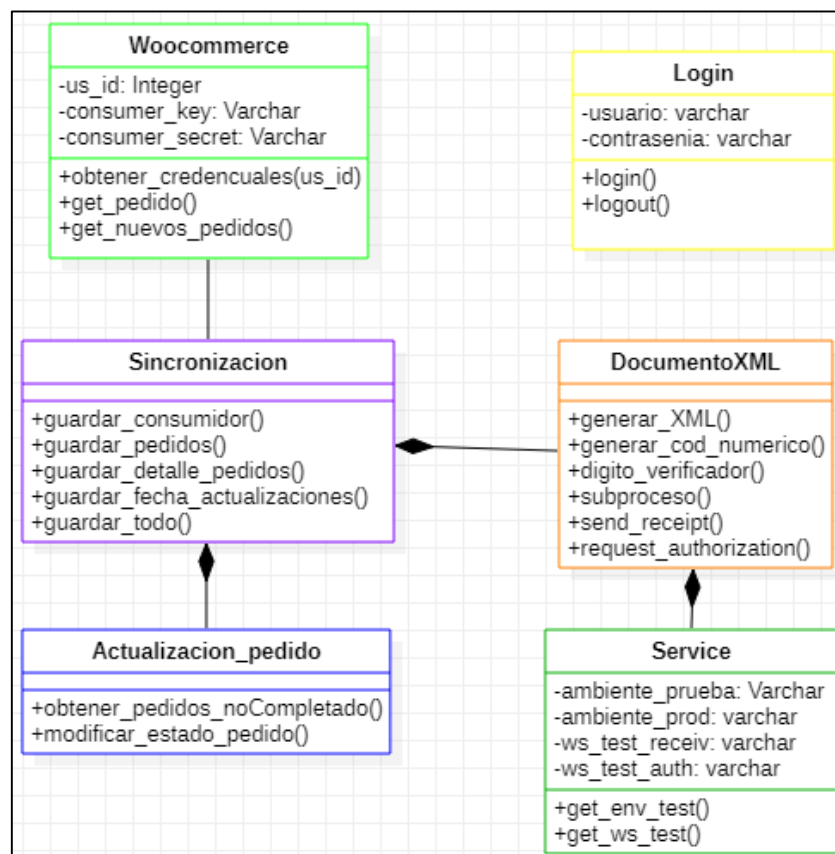 Woocommerce
-us_id: Integer
-consumer_key: Varchar
-consumer_secret: Varchar
+obtener_credencuales(us_id)
+get_pedido()
+get_nuevos_pedidos()
Login
-usuario: varchar
-contrasenia: varchar
+login()
+logout()
Sincronizacion
+guardar_consumidor()
+guardar_pedidos()
+guardar_detalle_pedidos()
+guardar_fecha_actualizaciones()
+guardar_todo()
DocumentoXML
+generar_XML()
+generar_cod_numerico()
+digito_verificador()
+subproceso()
+send_receipt()
+request_authorization()
Actualizacion_pedido
+obtener_pedidos_noCompletado()
+modificar_estado_pedido()
Service
-ambiente_prueba: Varchar
-ambiente_prod: varchar
-ws_test_receiv: varchar
-ws_test_auth: varchar
+get_env_test()
+get_ws_test()